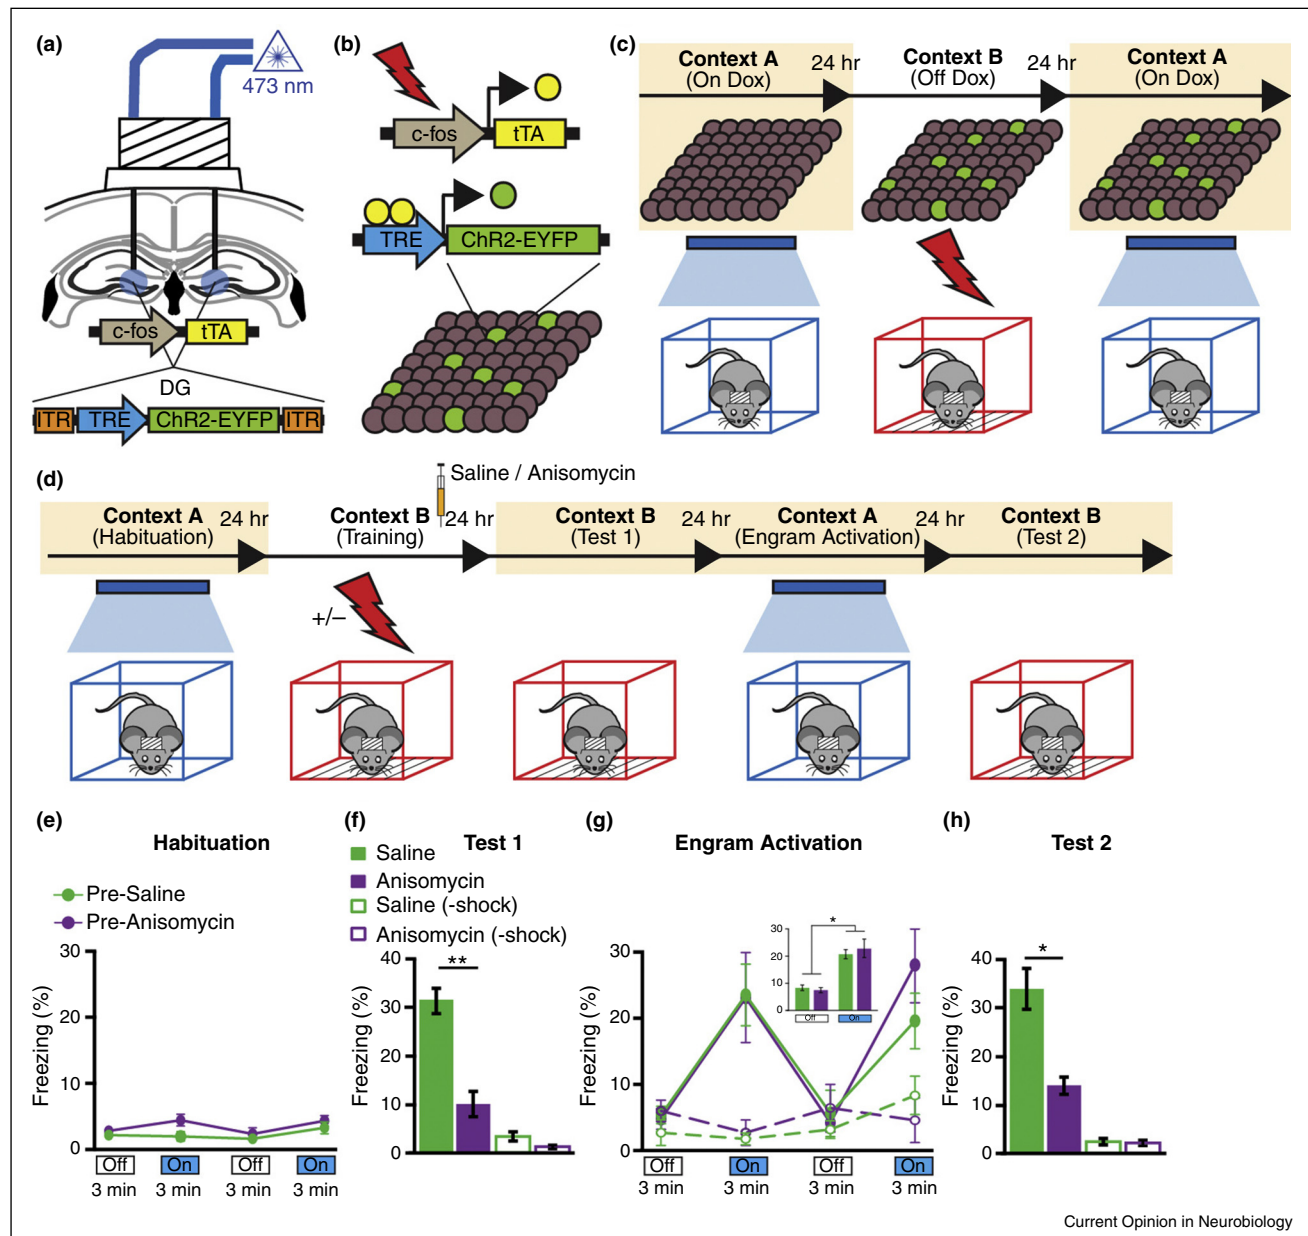 (a)
473 nm
c-fos
tTA
DG
ITR
TRE
ChR2-EYFP
ITR
(b)
c-fos
tTA
TRE
ChR2-EYFP
(c)
Context A
(On Dox)
24 hr
Context B
(Off Dox)
24 hr
Context A
(On Dox)
(d)
Saline / Anisomycin
Context A
(Habituation)
24 hr
Context B
(Training)
24 hr
Context B
(Test 1)
24 hr
Context A
(Engram Activation)
24 hr
Context B
(Test 2)
+/–
(e)
Habituation
Pre-Saline
Pre-Anisomycin
Freezing (%)
30
20
10
0
Off
On
Off
On
3 min
3 min
3 min
3 min
(f)
Test 1
Saline
Anisomycin
Saline (-shock)
Anisomycin (-shock)
Freezing (%)
40
30
20
10
0
**
(g)
Engram Activation
Freezing (%)
30
20
10
0
*
30
20
10
0
Off
On
Off
On
Off
On
3 min
3 min
3 min
3 min
(h)
Test 2
Freezing (%)
40
30
20
10
0
*
Current Opinion in Neurobiology